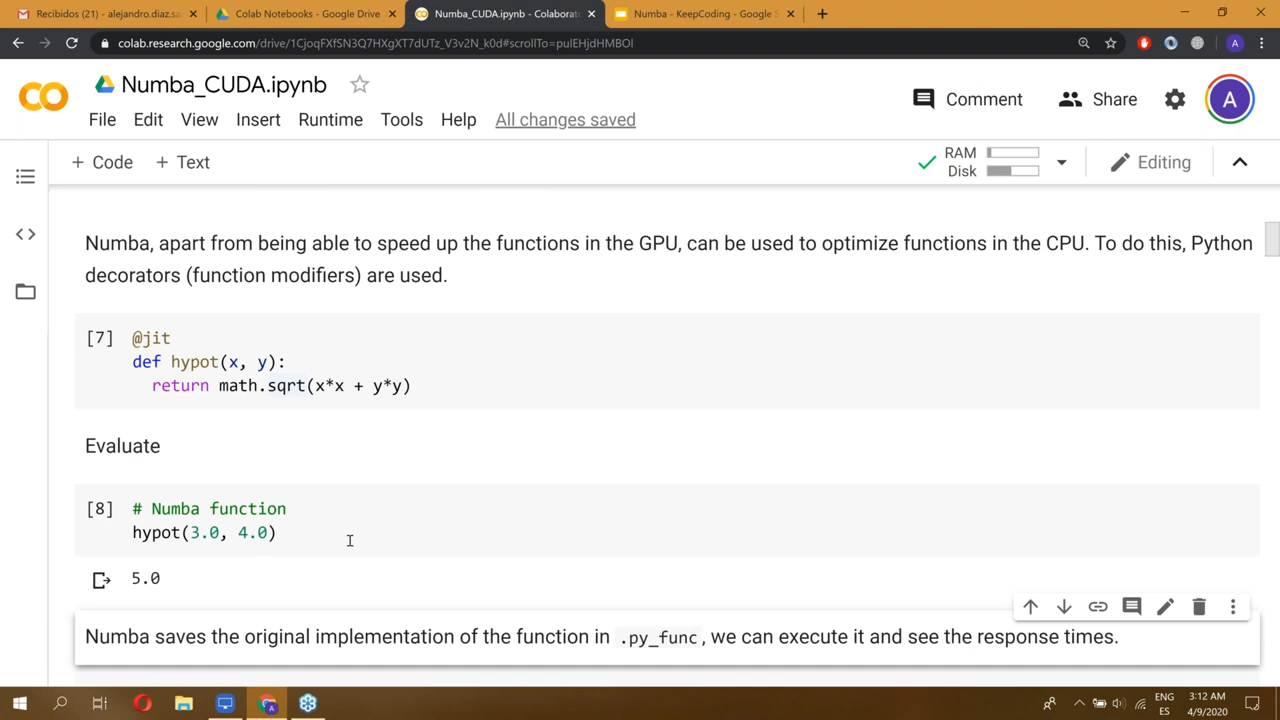 Recibidos (21) - alejandro.diaz.sa
Colab Notebooks - Google Drive
Numba_CUDA.ipynb - Colaborat
Numba - KeepCoding - Google S
colab.research.google.com/drive/1CjoqFXfSN3Q7HXgXT7dUTz_V3v2N_k0d#scrollTo=pulEHjdHMBOI
A
Numba_CUDA.ipynb
Comment
Share
A
File
Edit
View
Insert
Runtime
Tools
Help
All changes saved
+ Code
+ Text
RAM
Disk
Editing
Numba, apart from being able to speed up the functions in the GPU, can be used to optimize functions in the CPU. To do this, Python
decorators (function modifiers) are used.
[7] @jit
def hypot(x, y):
return math.sqrt(x*x + y*y)
Evaluate
[8] # Numba function
hypot(3.0, 4.0)
5.0
Numba saves the original implementation of the function in .py_func, we can execute it and see the response times.
ENG
ES
3:12 AM
4/9/2020